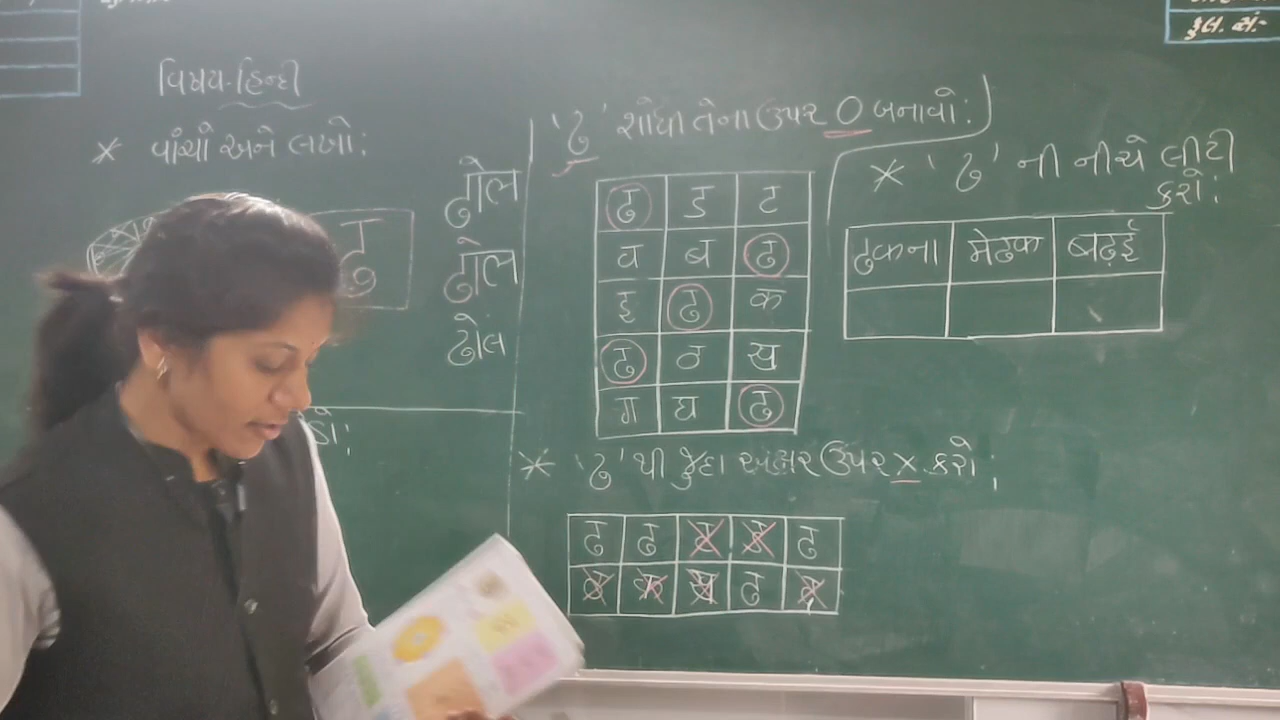 કુલ. સં:-
વિષય-હિન્દી
* વાંચો અને લખો:
ढ
ढोल
ढोल
ढोल
'ढ' શોધી તેના ઉપર O બનાવો:
ढ ड ट
व ब ढ
इ ढ क
ढ ठ ख
ग घ ढ
* 'ढ' થી જુદા અક્ષર ઉપર x કરો:
ढ ढ ढ
ढ
* 'ढ' ની નીચે લીટી
કરો:
ढकना मेढक बढ़ई